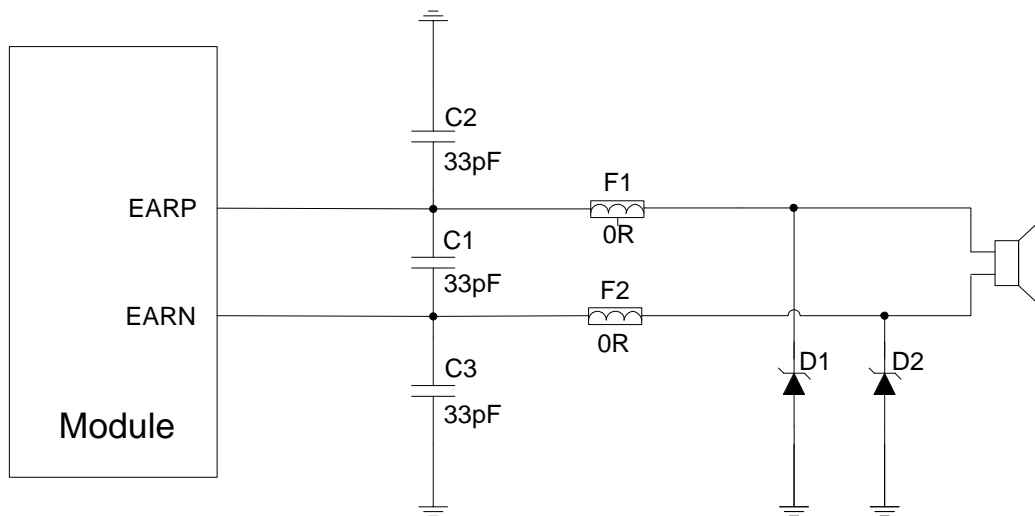 C2
33pF
EARP
F1
0R
C1
33pF
EARN
F2
0R
C3
33pF
D1
D2
Module